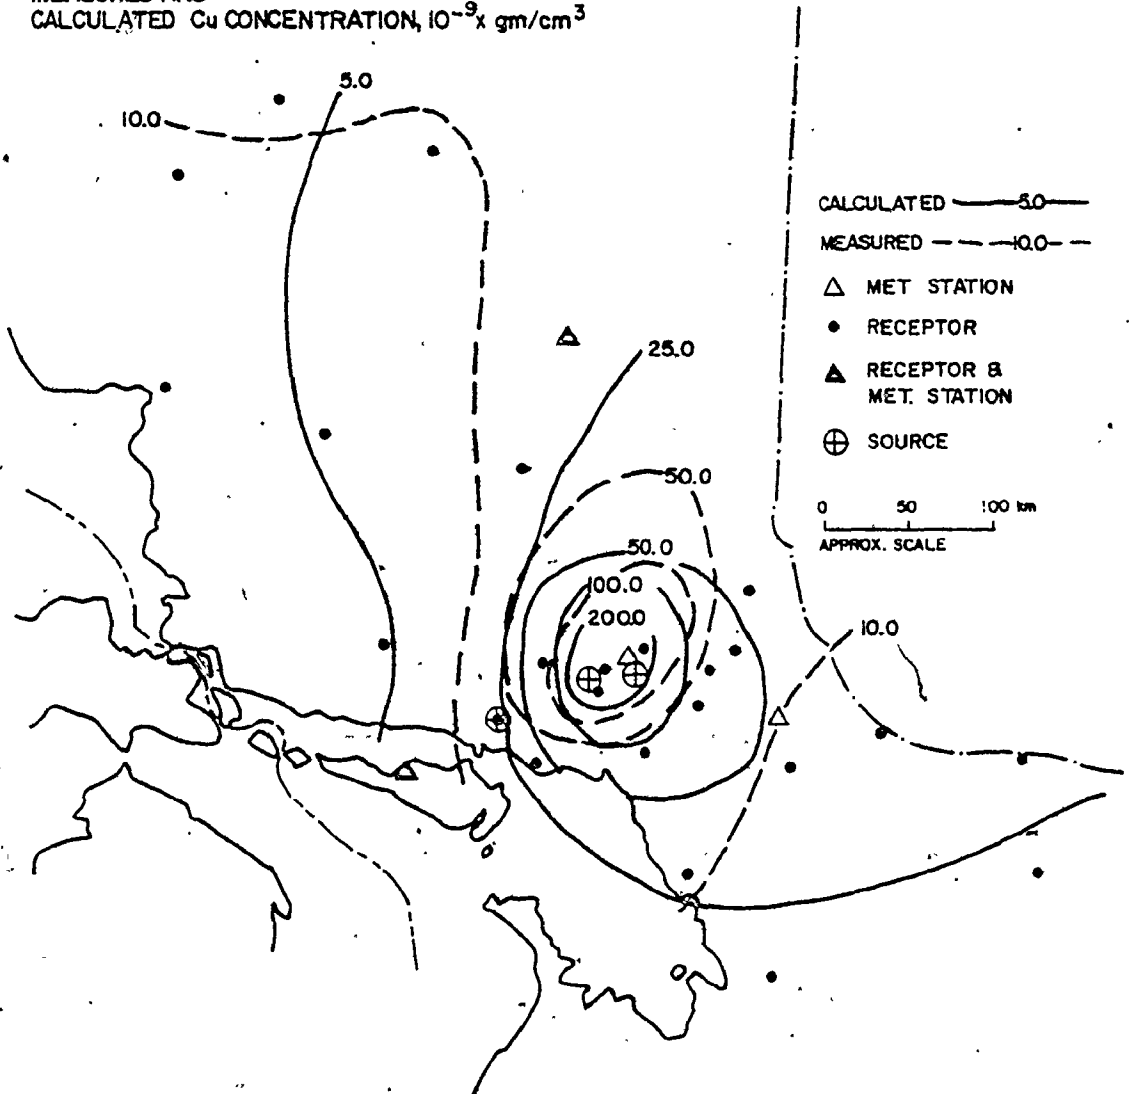 CALCULATED Cu CONCENTRATION, 10⁻⁹x gm/cm³
5.0
10.0
CALCULATED 5.0
MEASURED 10.0
MET STATION
RECEPTOR
25.0
RECEPTOR &
MET. STATION
SOURCE
50.0
0 50 100 km
APPROX. SCALE
50.0
100.0
200.0
10.0